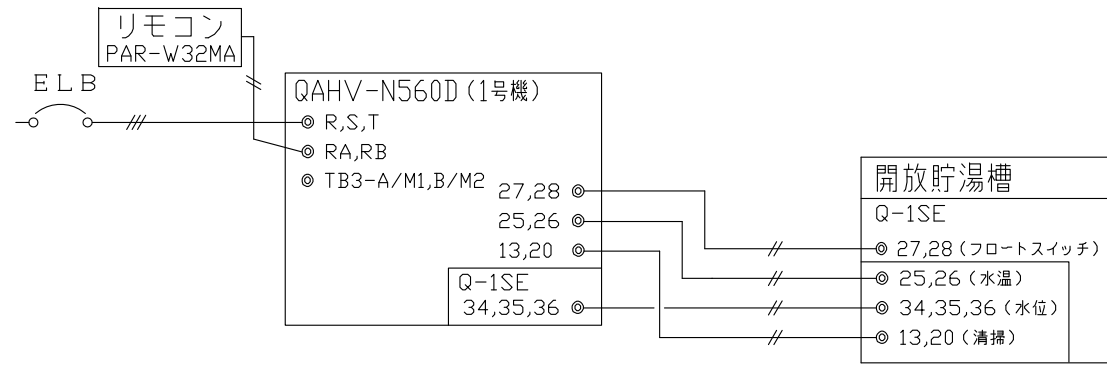 リモコン
PAR-W32MA
ELB
QAHV-N560D(1号機)
R,S,T
RA,RB
TB3-A/M1,B/M2
27,28
25,26
13,20
Q-1SE
34,35,36
開放貯湯槽
Q-1SE
27,28(フロートスイッチ)
25,26(水温)
34,35,36(水位)
13,20(清掃)